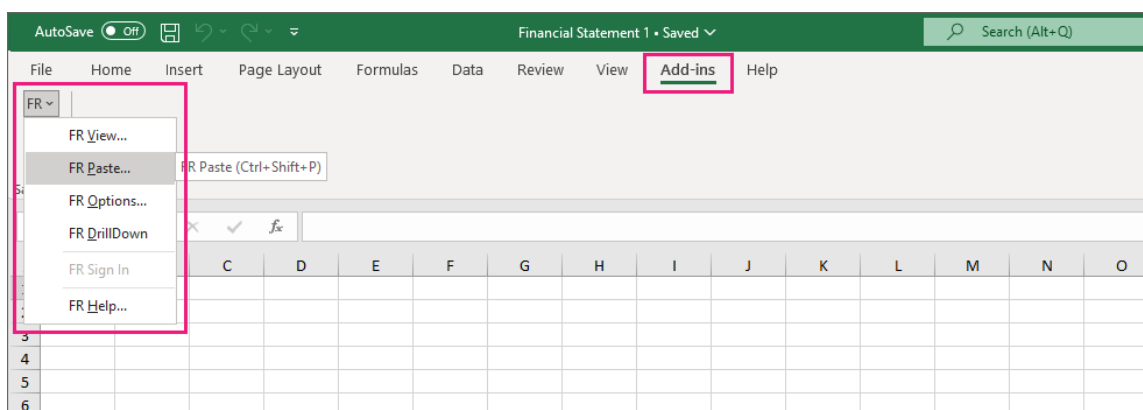 AutoSave Off Financial Statement 1 • Saved Search (Alt+Q)
File Home Insert Page Layout Formulas Data Review View Add-ins Help
FR
FR View...
FR Paste... FR Paste (Ctrl+Shift+P)
FR Options...
FR DrillDown fx
C D E F G H I J K L M N O
FR Sign In
FR Help...
3
4
5
6